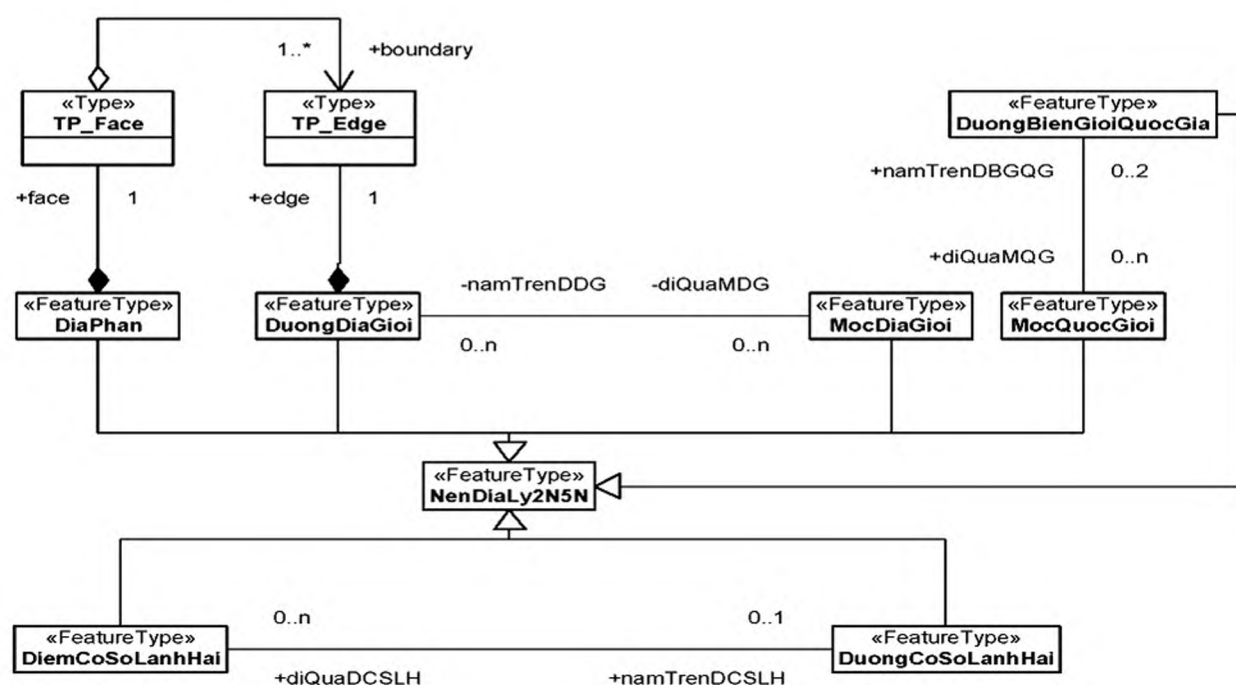 1..* +boundary
«Type»
TP_Face
«Type»
TP_Edge
«FeatureType»
DuongBienGioiQuocGia
+face 1
+edge 1
+namTrenDBGQG 0..2
+diQuaMQG 0..n
«FeatureType»
DiaPhan
«FeatureType»
DuongDiaGioi
-namTrenDDG -diQuaMDG
0..n 0..n
«FeatureType»
MocDiaGioi
«FeatureType»
MocQuocGioi
«FeatureType»
NenDiaLy2N5N
0..n 0..1
«FeatureType»
DiemCoSoLanhHai
«FeatureType»
DuongCoSoLanhHai
+diQuaDCSLH +namTrenDCSLH